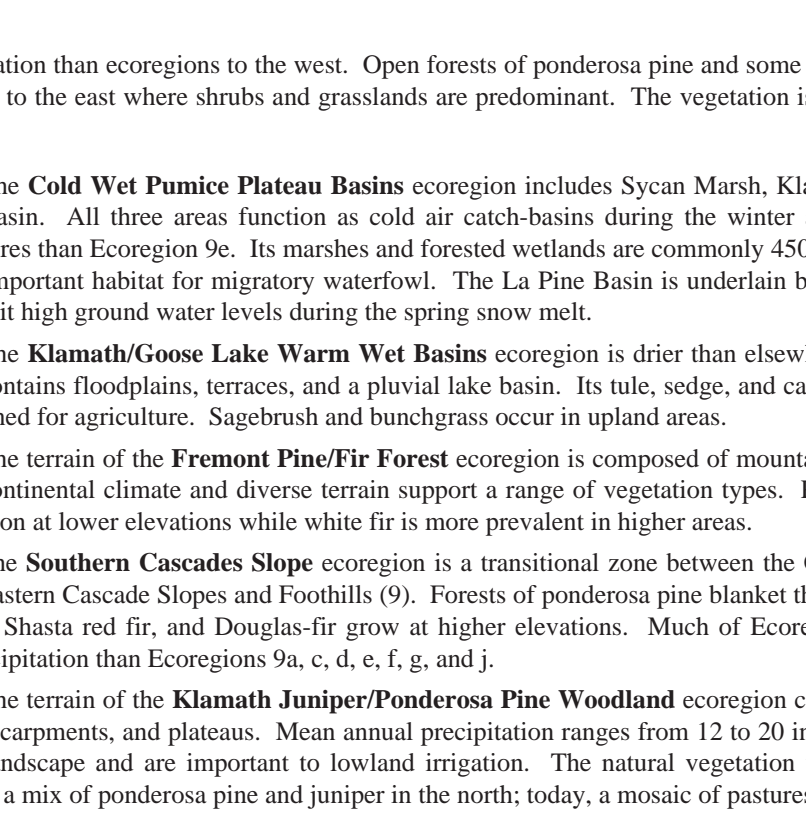 ation than ecoregions to the west. Open forests of ponderosa pine and some
to the east where shrubs and grasslands are predominant. The vegetation is
he Cold Wet Pumice Plateau Basins ecoregion includes Sycan Marsh, Kla
asin. All three areas function as cold air catch-basins during the winter
res than Ecoregion 9e. Its marshes and forested wetlands are commonly 450
mportant habitat for migratory waterfowl. The La Pine Basin is underlain b
it high ground water levels during the spring snow melt.
he Klamath/Goose Lake Warm Wet Basins ecoregion is drier than elsewh
ontains floodplains, terraces, and a pluvial lake basin. Its tule, sedge, and ca
ned for agriculture. Sagebrush and bunchgrass occur in upland areas.
he terrain of the Fremont Pine/Fir Forest ecoregion is composed of mounta
ontinental climate and diverse terrain support a range of vegetation types.
on at lower elevations while white fir is more prevalent in higher areas.
he Southern Cascades Slope ecoregion is a transitional zone between the
astern Cascade Slopes and Foothills (9). Forests of ponderosa pine blanket th
Shasta red fir, and Douglas-fir grow at higher elevations. Much of Ecore
ipitation than Ecoregions 9a, c, d, e, f, g, and j.
he terrain of the Klamath Juniper/Ponderosa Pine Woodland ecoregion c
carpments, and plateaus. Mean annual precipitation ranges from 12 to 20 in
andscape and are important to lowland irrigation. The natural vegetation
a mix of ponderosa pine and juniper in the north; today, a mosaic of pastures